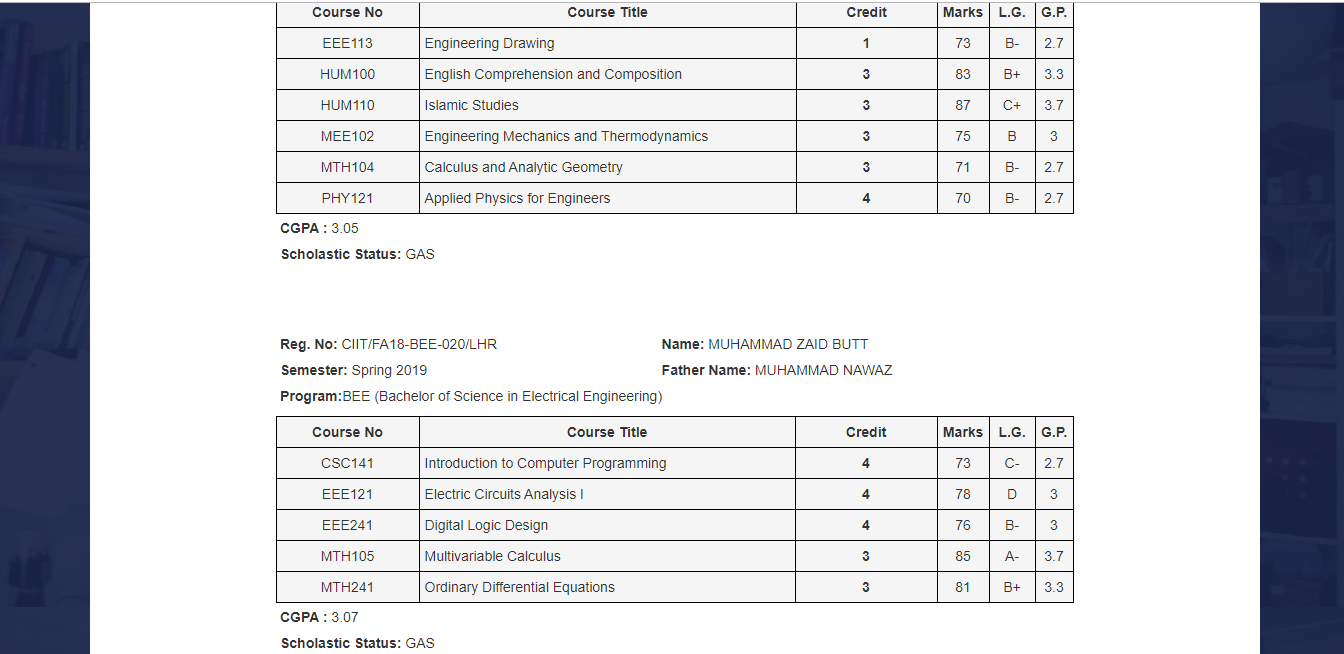 Course No Course Title Credit Marks L.G. G.P.
EEE113 Engineering Drawing 1 73 B- 2.7
HUM100 English Comprehension and Composition 3 83 B+ 3.3
HUM110 Islamic Studies 3 87 C+ 3.7
MEE102 Engineering Mechanics and Thermodynamics 3 75 B 3
MTH104 Calculus and Analytic Geometry 3 71 B- 2.7
PHY121 Applied Physics for Engineers 4 70 B- 2.7
CGPA : 3.05
Scholastic Status: GAS
Reg. No: CIIT/FA18-BEE-020/LHR Name: MUHAMMAD ZAID BUTT
Semester: Spring 2019 Father Name: MUHAMMAD NAWAZ
Program:BEE (Bachelor of Science in Electrical Engineering)
Course No Course Title Credit Marks L.G. G.P.
CSC141 Introduction to Computer Programming 4 73 C- 2.7
EEE121 Electric Circuits Analysis I 4 78 D 3
EEE241 Digital Logic Design 4 76 B- 3
MTH105 Multivariable Calculus 3 85 A- 3.7
MTH241 Ordinary Differential Equations 3 81 B+ 3.3
CGPA : 3.07
Scholastic Status: GAS